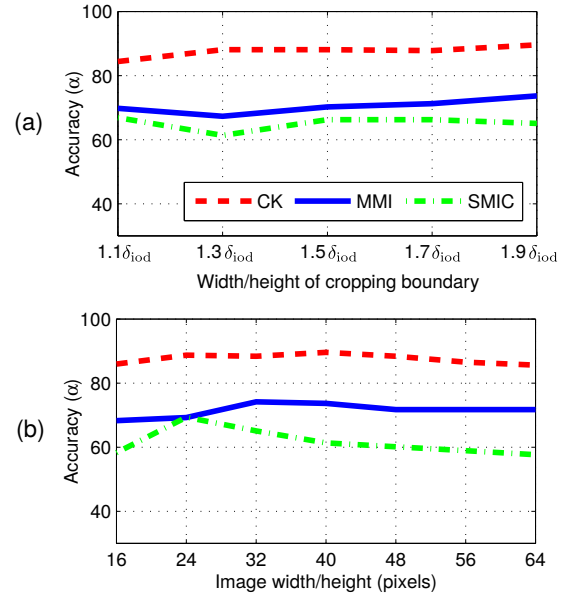 (a)
Accuracy (α)
100
80
60
40
CK MMI SMIC
1.1δiod 1.3δiod 1.5δiod 1.7δiod 1.9δiod
Width/height of cropping boundary
(b)
Accuracy (α)
100
80
60
40
16 24 32 40 48 56 64
Image width/height (pixels)